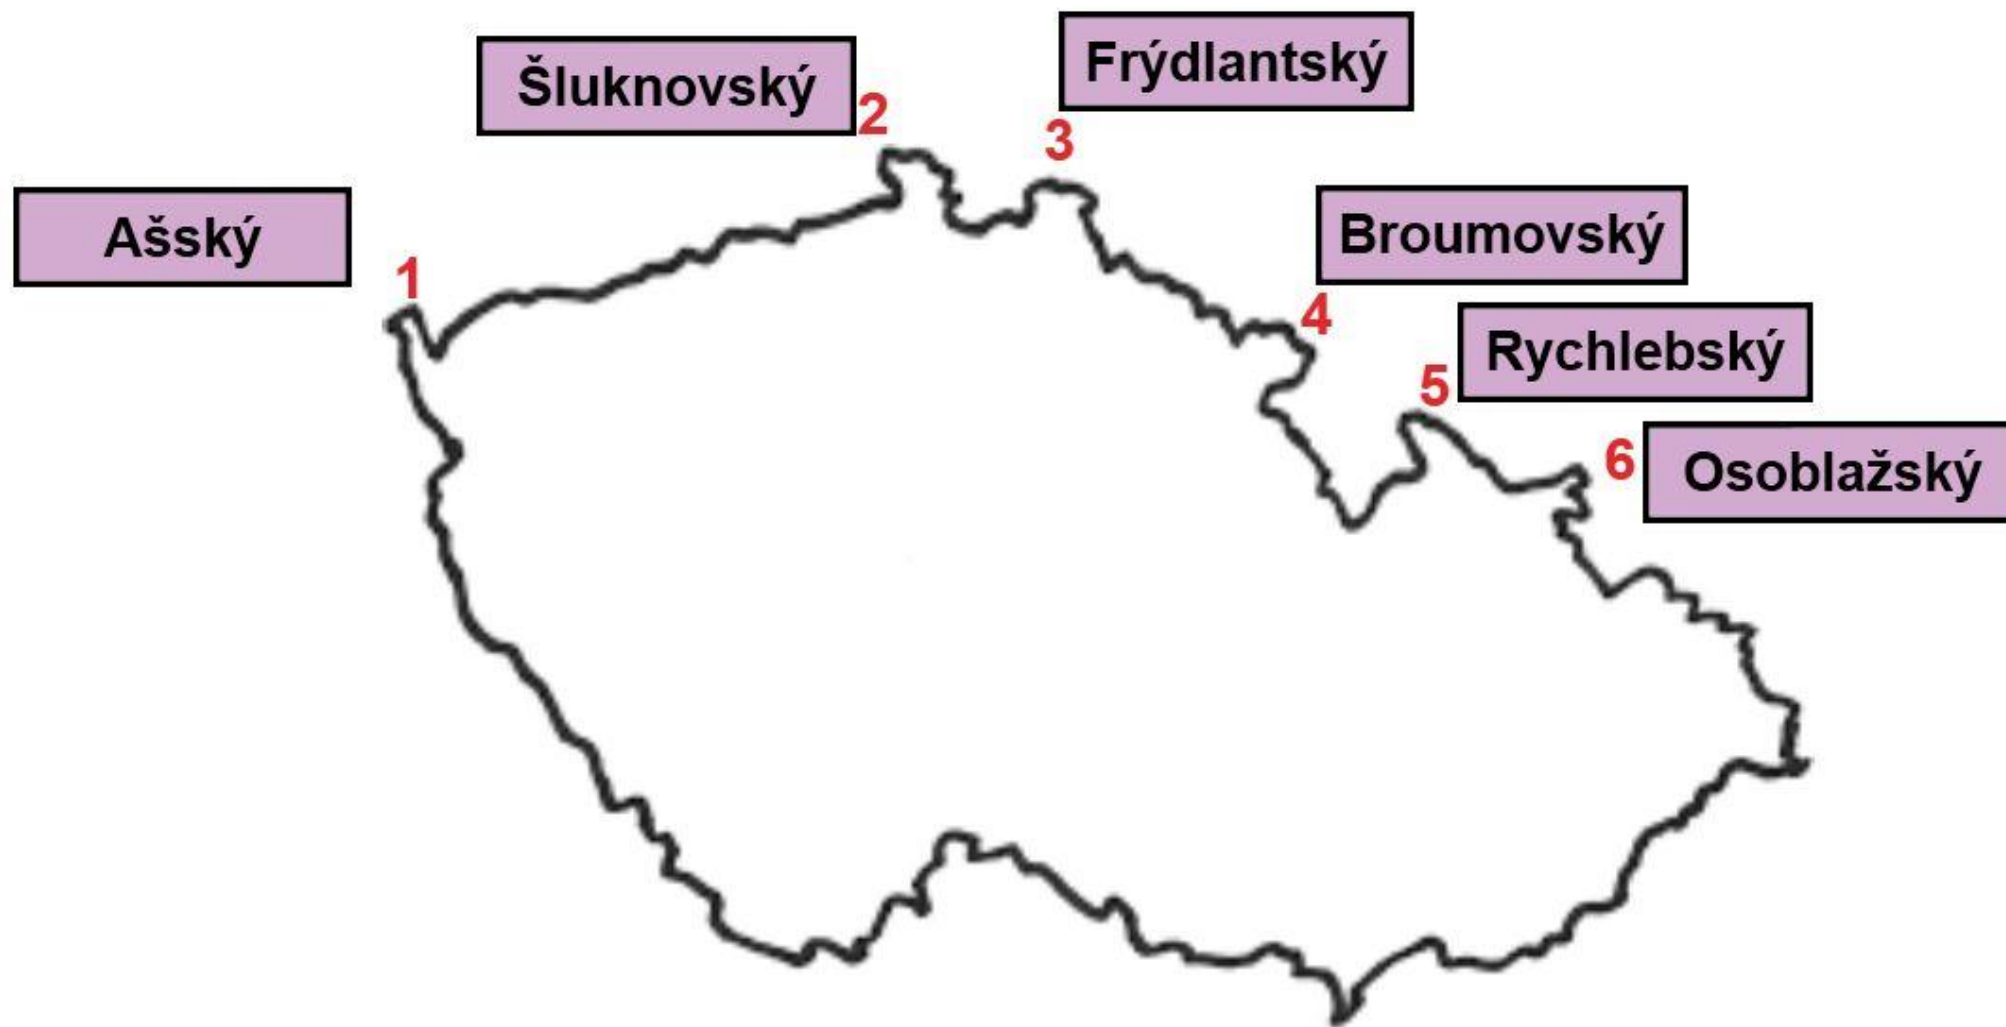 Ašský
1
Šluknovský
2
Frýdlantský
3
Broumovský
4
Rychlebský
5
Osoblažský
6